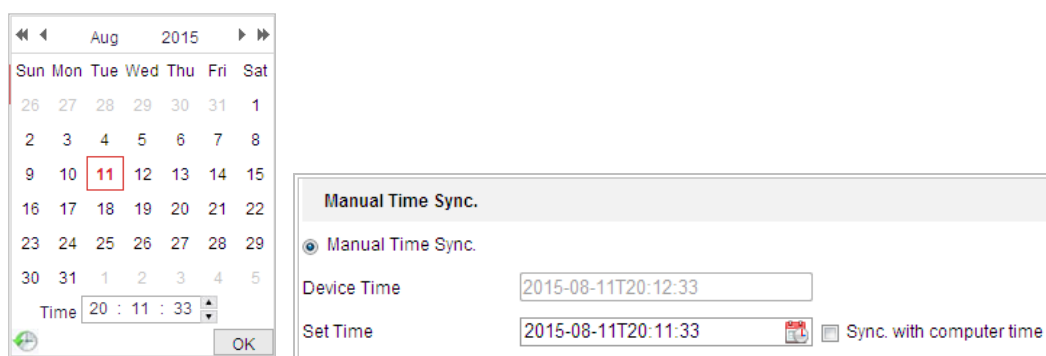 Aug 2015
Sun Mon Tue Wed Thu Fri Sat
26 27 28 29 30 31 1
2 3 4 5 6 7 8
9 10 11 12 13 14 15
16 17 18 19 20 21 22
23 24 25 26 27 28 29
30 31 1 2 3 4 5
Time 20 : 11 : 33
OK
Manual Time Sync.
Manual Time Sync.
Device Time 2015-08-11T20:12:33
Set Time 2015-08-11T20:11:33 Sync. with computer time